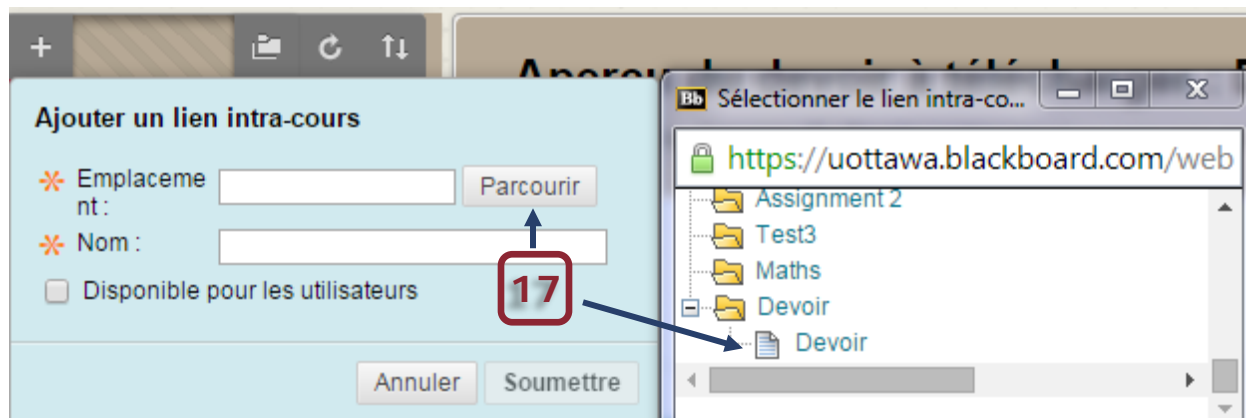 Ajouter un lien intra-cours
Emplaceme
nt :
Parcourir
Nom :
Disponible pour les utilisateurs
17
Annuler
Soumettre
Bb Sélectionner le lien intra-co...
https://uottawa.blackboard.com/web
Assignment 2
Test3
Maths
Devoir
Devoir